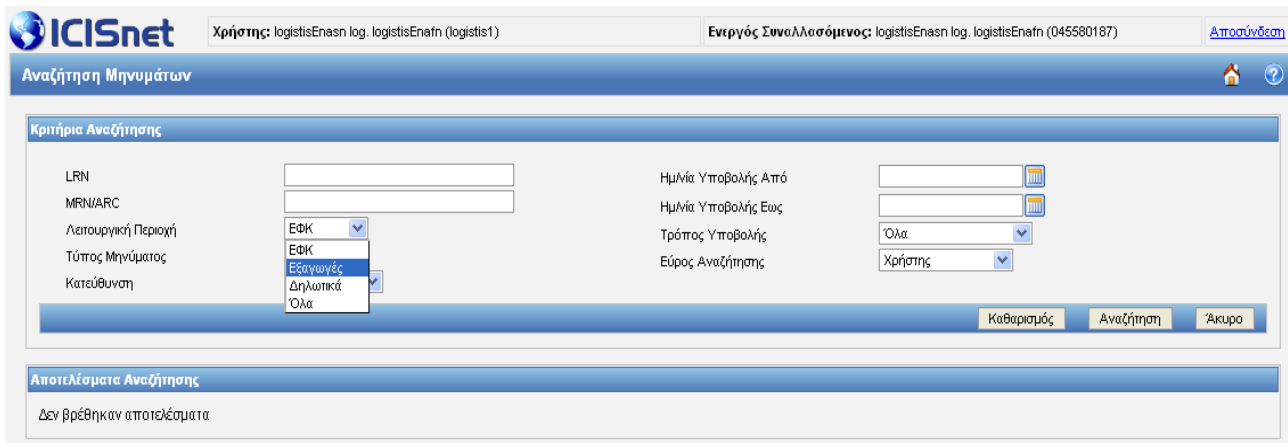 ICISnet
Χρήστης: logistisEnasn log. logistisEnafn (logistis1)
Ενεργός Συναλλασόμενος: logistisEnasn log. logistisEnafn (045580187)
Αποσύνδεση
Αναζήτηση Μηνυμάτων
Κριτήρια Αναζήτησης
LRN
MRN/ARC
Λειτουργική Περιοχή ΕΦΚ
Τύπος Μηνύματος
Κατεύθυνση
ΕΦΚ
Εξαγωγές
Δηλωτικά
Όλα
Ημ/νία Υποβολής Από
Ημ/νία Υποβολής Εως
Τρόπος Υποβολής Όλα
Εύρος Αναζήτησης Χρήστης
Καθαρισμός Αναζήτηση Άκυρο
Αποτελέσματα Αναζήτησης
Δεν βρέθηκαν αποτελέσματα